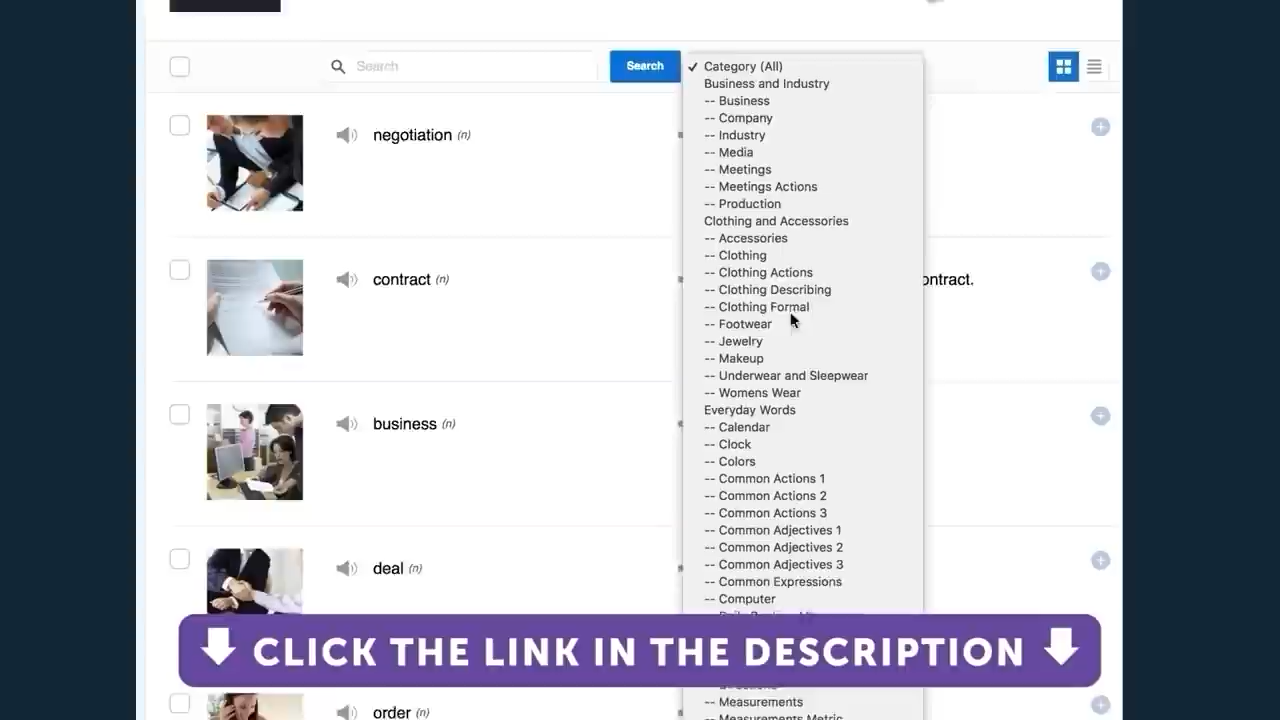 Search
Search
✓ Category (All)
Business and Industry
-- Business
-- Company
-- Industry
-- Media
-- Meetings
-- Meetings Actions
-- Production
Clothing and Accessories
-- Accessories
-- Clothing
-- Clothing Actions
-- Clothing Describing
-- Clothing Formal
-- Footwear
-- Jewelry
-- Makeup
-- Underwear and Sleepwear
-- Womens Wear
Everyday Words
-- Calendar
-- Clock
-- Colors
-- Common Actions 1
-- Common Actions 2
-- Common Actions 3
-- Common Adjectives 1
-- Common Adjectives 2
-- Common Adjectives 3
-- Common Expressions
-- Computer
-- Measurements
-- Measurements Metric
negotiation (n)
contract (n)
ontract.
business (n)
deal (n)
CLICK THE LINK IN THE DESCRIPTION
order (n)